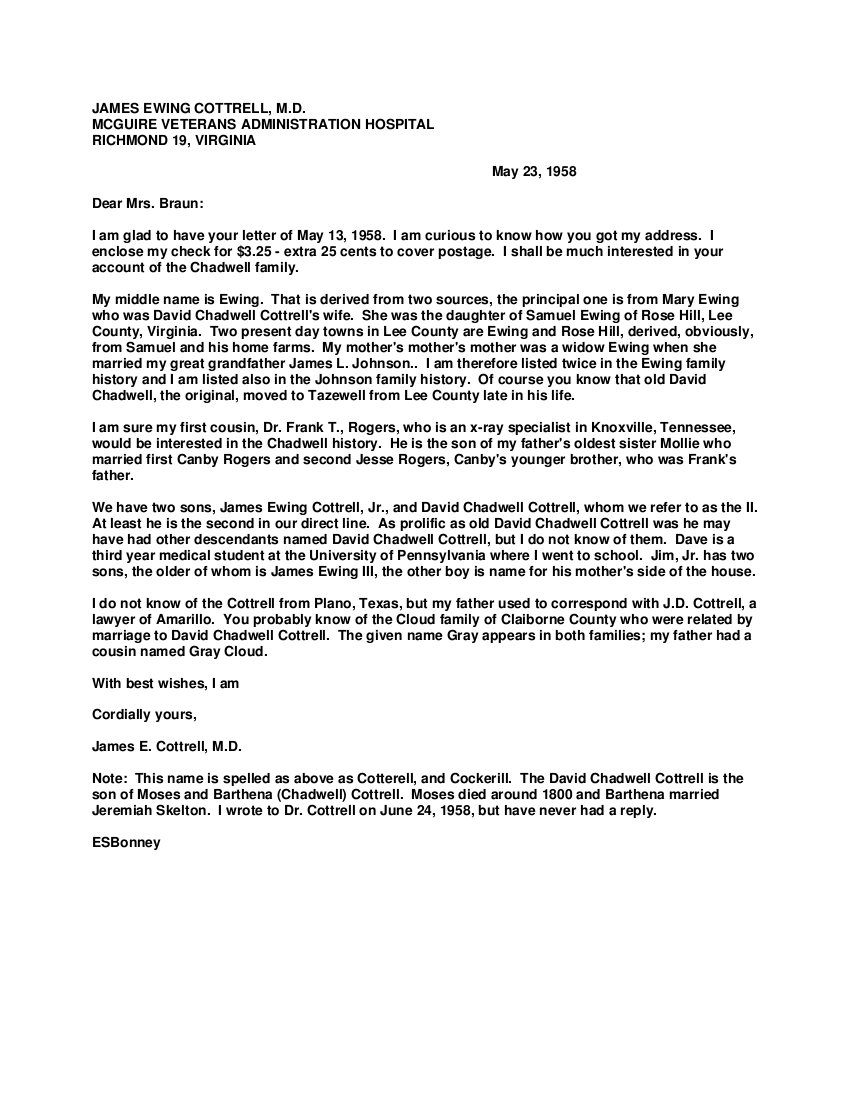 JAMES EWING COTTRELL, M.D.
MCGUIRE VETERANS ADMINISTRATION HOSPITAL
RICHMOND 19, VIRGINIA
May 23, 1958
Dear Mrs. Braun:
I am glad to have your letter of May 13, 1958.  I am curious to know how you got my address.  I
enclose my check for $3.25 - extra 25 cents to cover postage.  I shall be much interested in your
account of the Chadwell family.
My middle name is Ewing.  That is derived from two sources, the principal one is from Mary Ewing
who was David Chadwell Cottrell's wife.  She was the daughter of Samuel Ewing of Rose Hill, Lee
County, Virginia.  Two present day towns in Lee County are Ewing and Rose Hill, derived, obviously,
from Samuel and his home farms.  My mother's mother's mother was a widow Ewing when she
married my great grandfather James L. Johnson..  I am therefore listed twice in the Ewing family
history and I am listed also in the Johnson family history.  Of course you know that old David
Chadwell, the original, moved to Tazewell from Lee County late in his life.
I am sure my first cousin, Dr. Frank T., Rogers, who is an x-ray specialist in Knoxville, Tennessee,
would be interested in the Chadwell history.  He is the son of my father's oldest sister Mollie who
married first Canby Rogers and second Jesse Rogers, Canby's younger brother, who was Frank's
father.
We have two sons, James Ewing Cottrell, Jr., and David Chadwell Cottrell, whom we refer to as the II.
At least he is the second in our direct line.  As prolific as old David Chadwell Cottrell was he may
have had other descendants named David Chadwell Cottrell, but I do not know of them.  Dave is a
third year medical student at the University of Pennsylvania where I went to school.  Jim, Jr. has two
sons, the older of whom is James Ewing III, the other boy is name for his mother's side of the house.
I do not know of the Cottrell from Plano, Texas, but my father used to correspond with J.D. Cottrell, a
lawyer of Amarillo.  You probably know of the Cloud family of Claiborne County who were related by
marriage to David Chadwell Cottrell.  The given name Gray appears in both families; my father had a
cousin named Gray Cloud.
With best wishes, I am
Cordially yours,
James E. Cottrell, M.D.
Note:  This name is spelled as above as Cotterell, and Cockerill.  The David Chadwell Cottrell is the
son of Moses and Barthena (Chadwell) Cottrell.  Moses died around 1800 and Barthena married
Jeremiah Skelton.  I wrote to Dr. Cottrell on June 24, 1958, but have never had a reply.
ESBonney